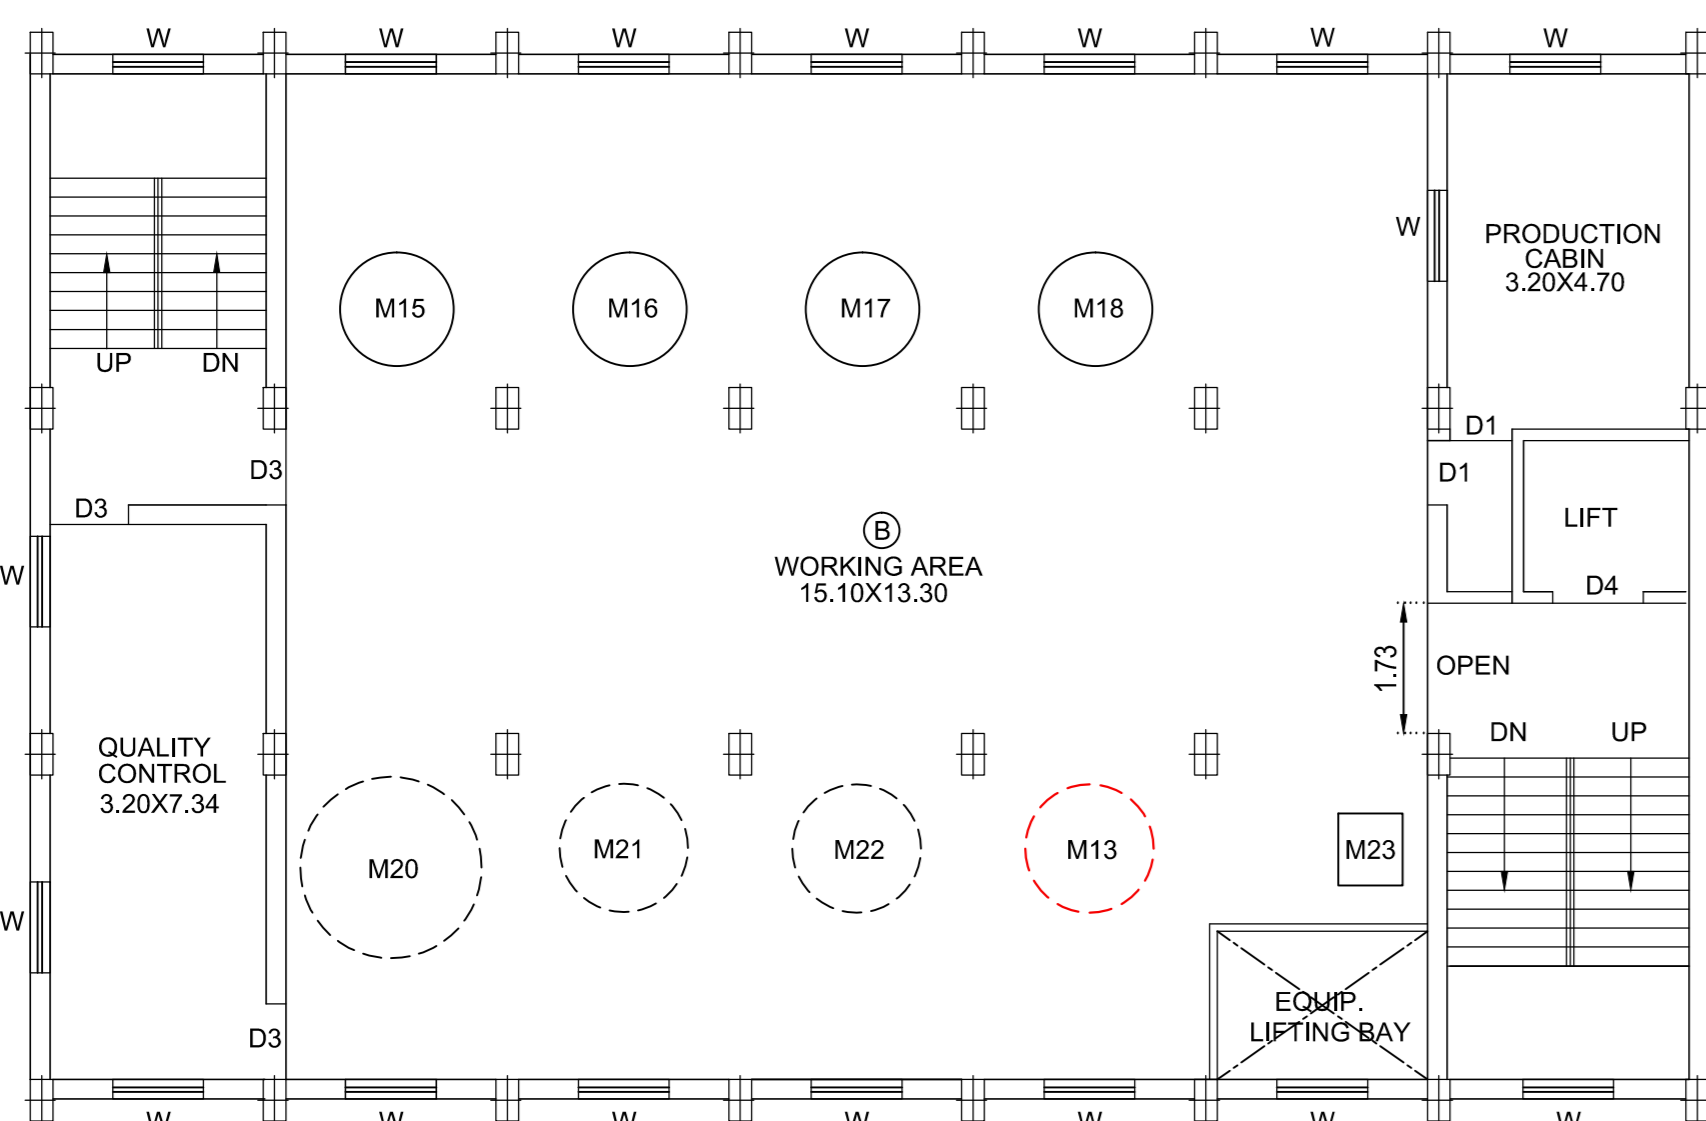 W W W W W W W
W
PRODUCTION
CABIN
3.20X4.70
M15 M16 M17 M18
UP DN
D1
D3
D1
D3
LIFT
B
WORKING AREA
15.10X13.30
W
D4
1.73
OPEN
DN UP
QUALITY
CONTROL
3.20X7.34
M20 M21 M22 M13 M23
W
EQUIP.
LIFTING BAY
D3
W W W W W W W